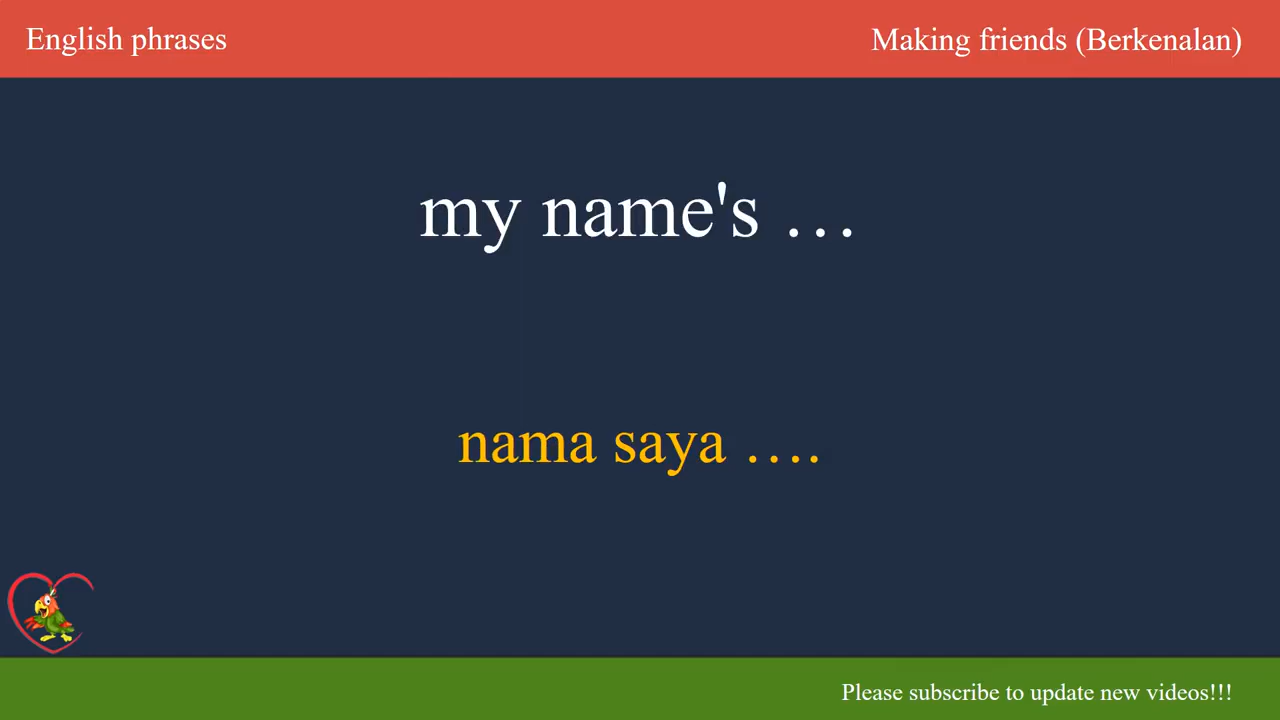 English phrases
Making friends (Berkenalan)
my name's …
nama saya ….
Please subscribe to update new videos!!!